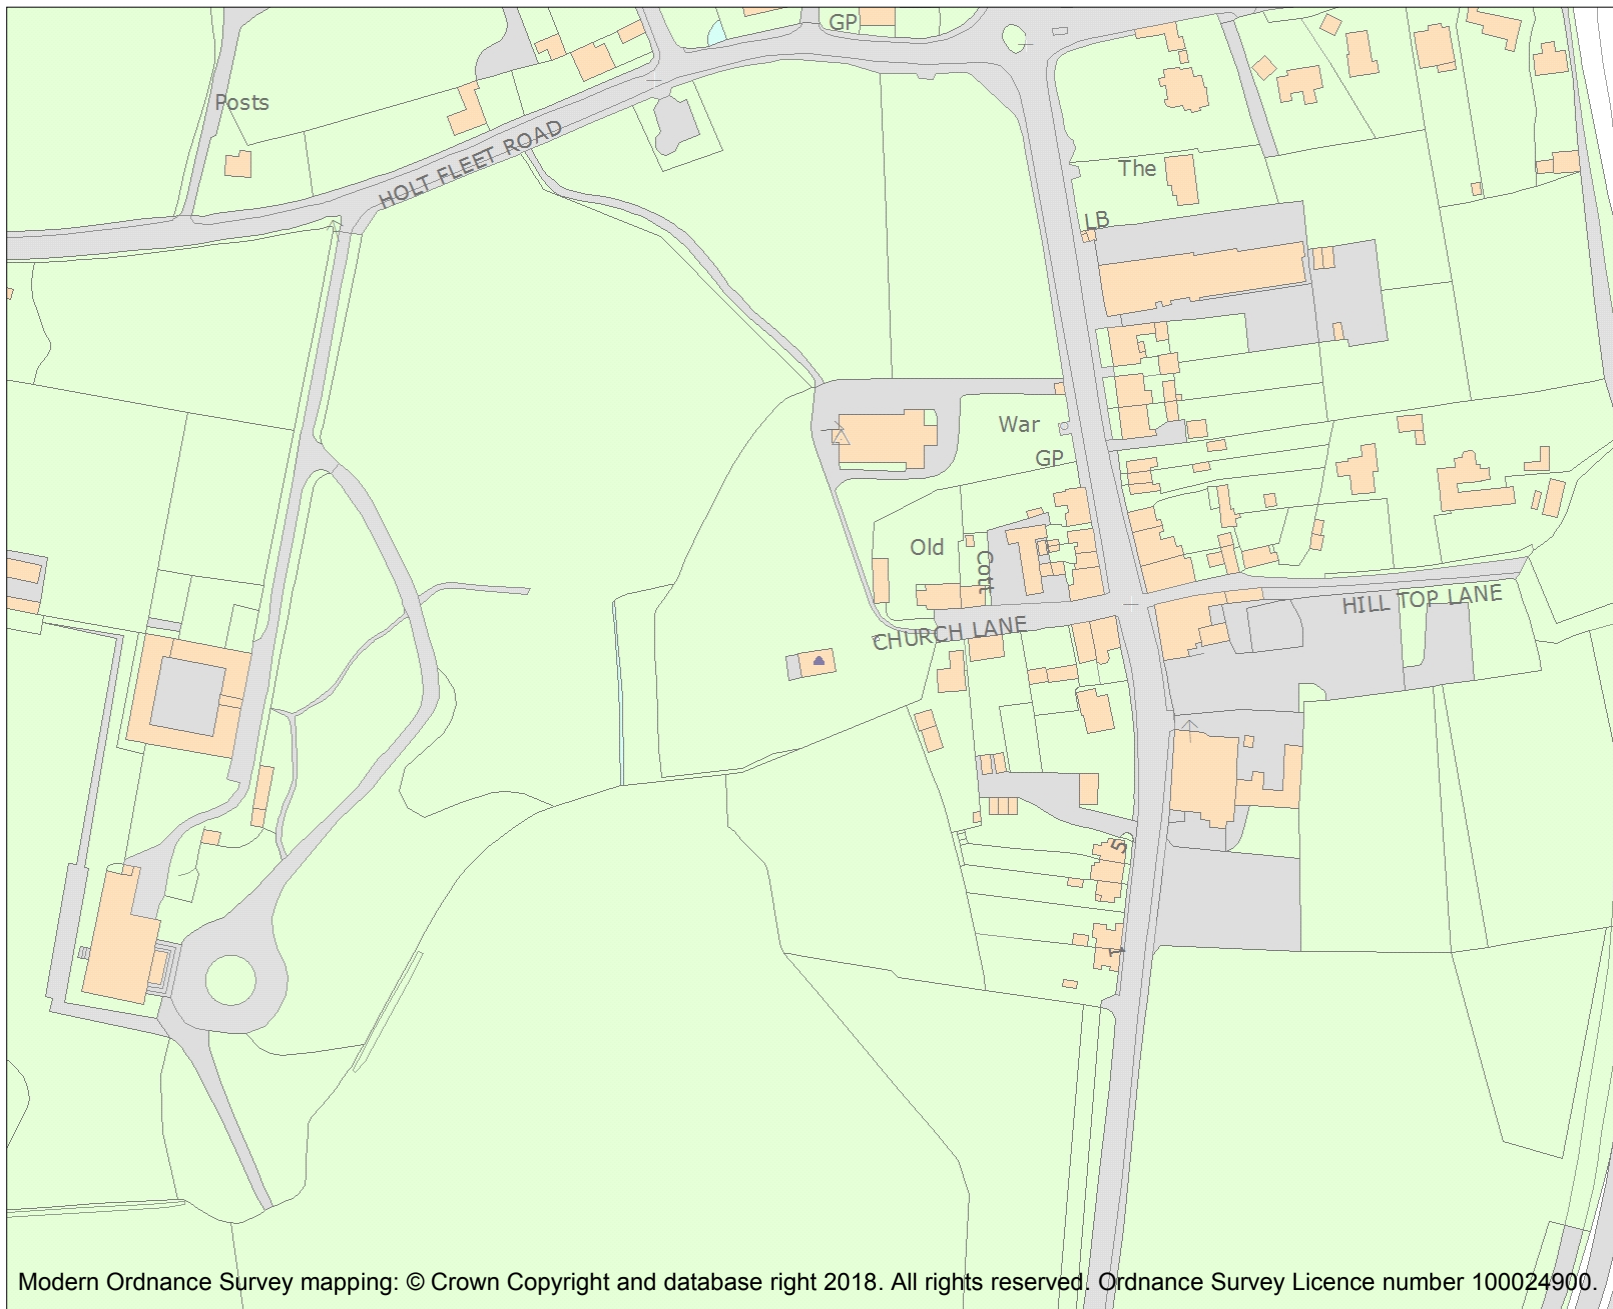 GP
Posts
HOLT FLEET ROAD
The
LB
War
GP
Old
Cott
CHURCH LANE
HILL TOP LANE
5
1
Modern Ordnance Survey mapping: © Crown Copyright and database right 2018. All rights reserved. Ordnance Survey Licence number 100024900.